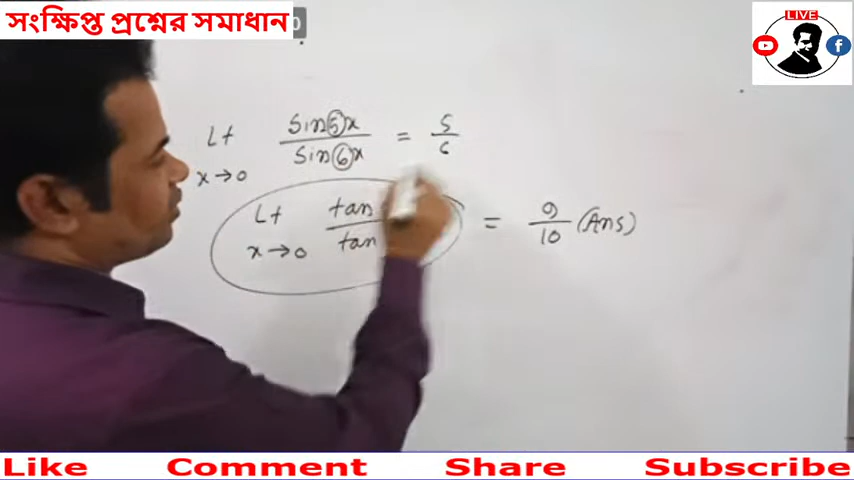 সংক্ষিপ্ত প্রশ্নের সমাধান
LIVE
Lt Sin5x = 5
x→0 Sin6x 6
Lt tan = 9 (Ans)
x→0 tan 10
Like Comment Share Subscribe